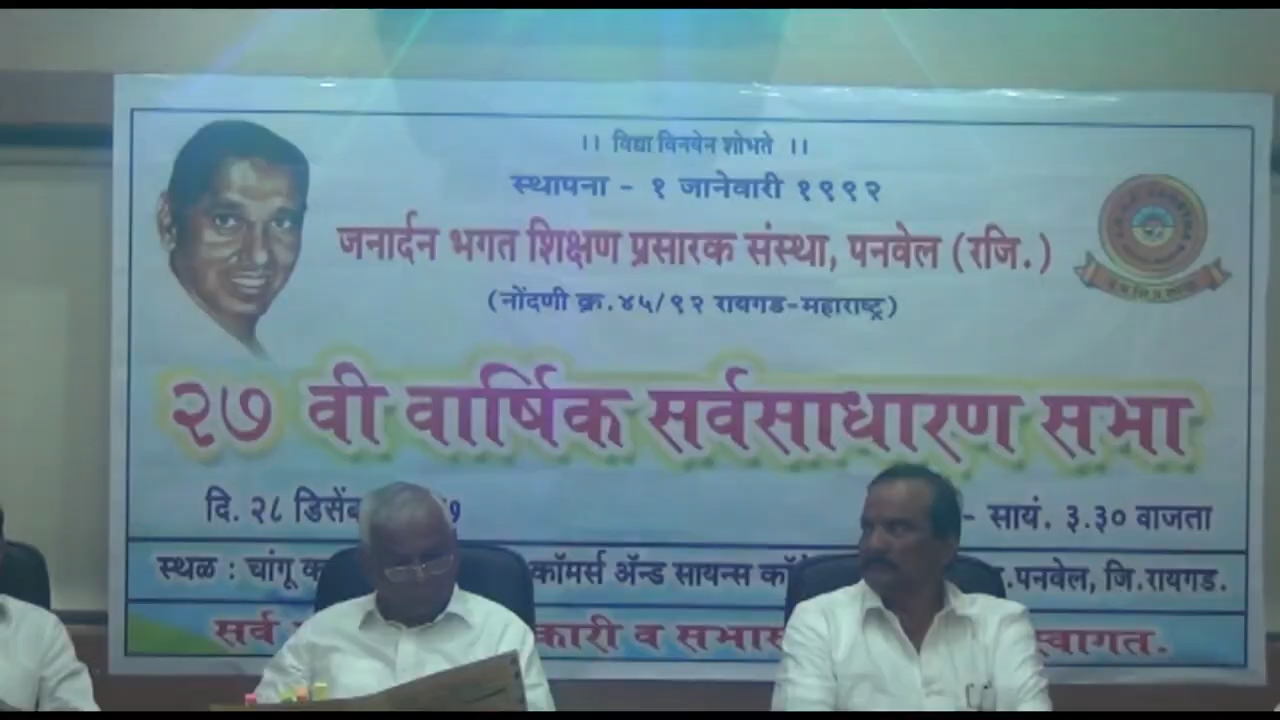 ।। विद्या विनयेन शोभते ।।
स्थापना - १ जानेवारी १९९२
जनार्दन भगत शिक्षण प्रसारक संस्था, पनवेल (रजि.)
(नोंदणी क्र.४५/९२ रायगड-महाराष्ट्र)
२७ वी वार्षिक सर्वसाधारण सभा
दि. २८ डिसेंब - सायं. ३.३० वाजता
स्थळ : चांगू कॉमर्स ॲन्ड सायन्स .पनवेल, जि.रायगड.
सर्व व स्वागत.